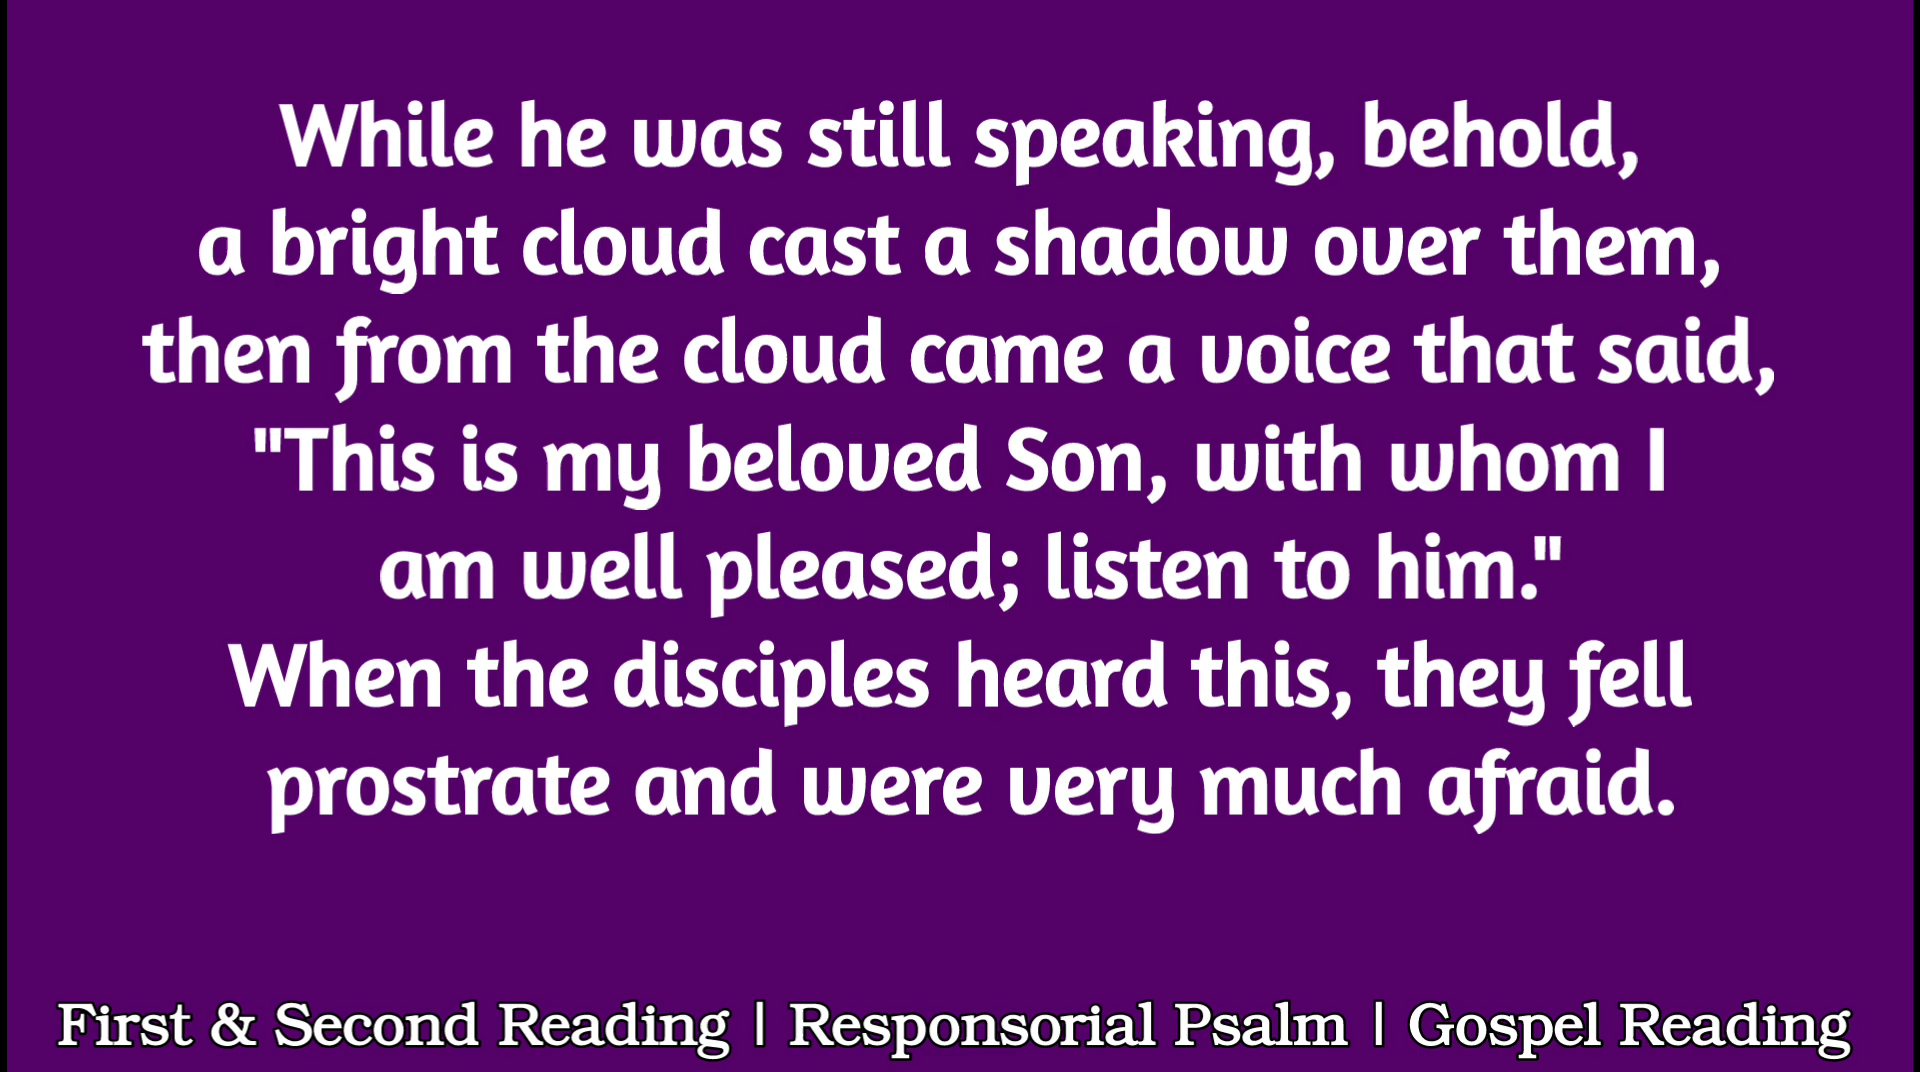 While he was still speaking, behold,
a bright cloud cast a shadow over them,
then from the cloud came a voice that said,
"This is my beloved Son, with whom I
am well pleased; listen to him."
When the disciples heard this, they fell
prostrate and were very much afraid.
First & Second Reading | Responsorial Psalm | Gospel Reading